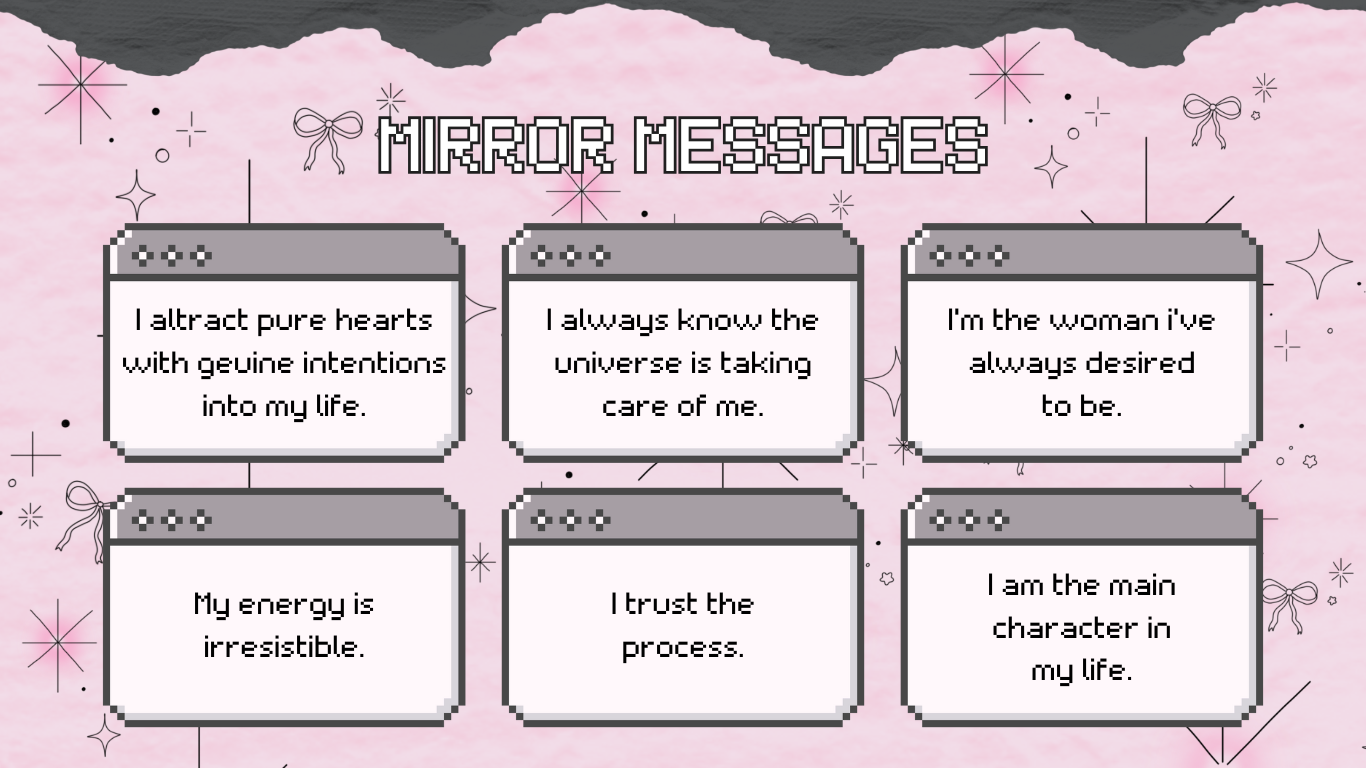 MIRROR MESSAGES
I altract pure hearts
with geuine intentions
into my life.
I always know the
universe is taking
care of me.
I'm the woman i've
always desired
to be.
My energy is
irresistible.
I trust the
process.
I am the main
character in
my life.